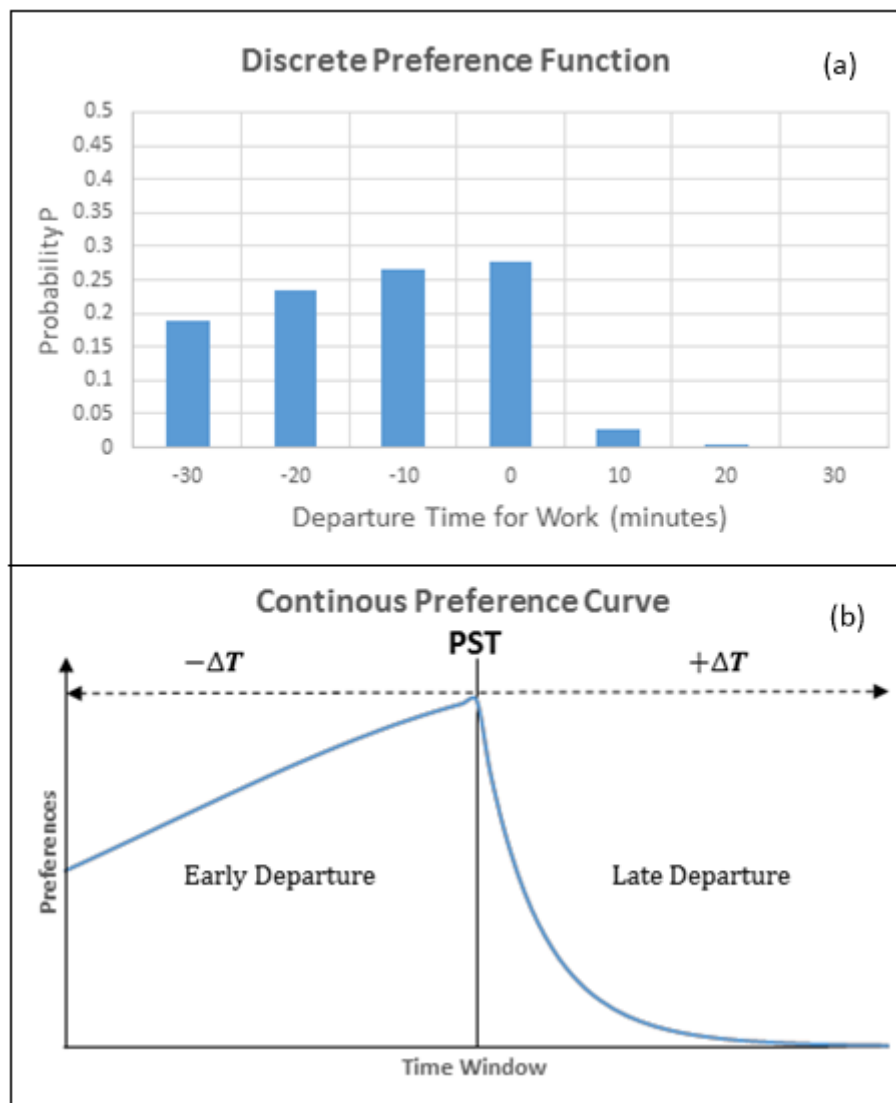 Discrete Preference Function (a)
0.5
0.45
0.4
0.35
0.3
0.25
0.2
0.15
0.1
0.05
0
Probability P
-30 -20 -10 0 10 20 30
Departure Time for Work (minutes)
Continous Preference Curve (b)
PST
−ΔT +ΔT
Preferences
Early Departure Late Departure
Time Window